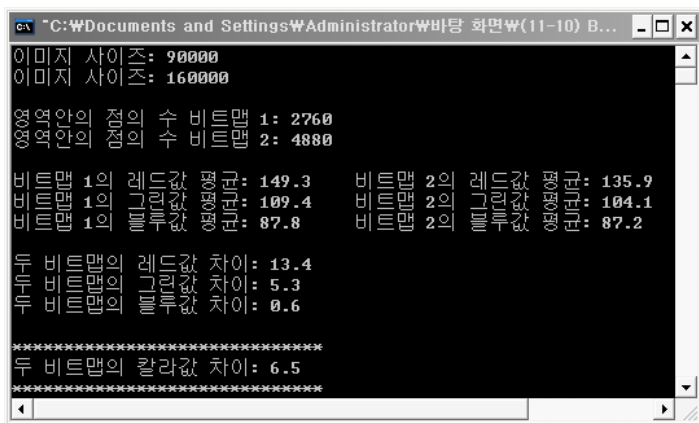 "C:₩Documents and Settings₩Administrator₩바탕 화면₩(11-10) B...
이미지 사이즈: 90000
이미지 사이즈: 160000
영역안의 점의 수 비트맵 1: 2760
영역안의 점의 수 비트맵 2: 4880
비트맵 1의 레드값 평균: 149.3 비트맵 2의 레드값 평균: 135.9
비트맵 1의 그린값 평균: 109.4 비트맵 2의 그린값 평균: 104.1
비트맵 1의 블루값 평균: 87.8 비트맵 2의 블루값 평균: 87.2
두 비트맵의 레드값 차이: 13.4
두 비트맵의 그린값 차이: 5.3
두 비트맵의 블루값 차이: 0.6
*******************************
두 비트맵의 칼라값 차이: 6.5
*******************************